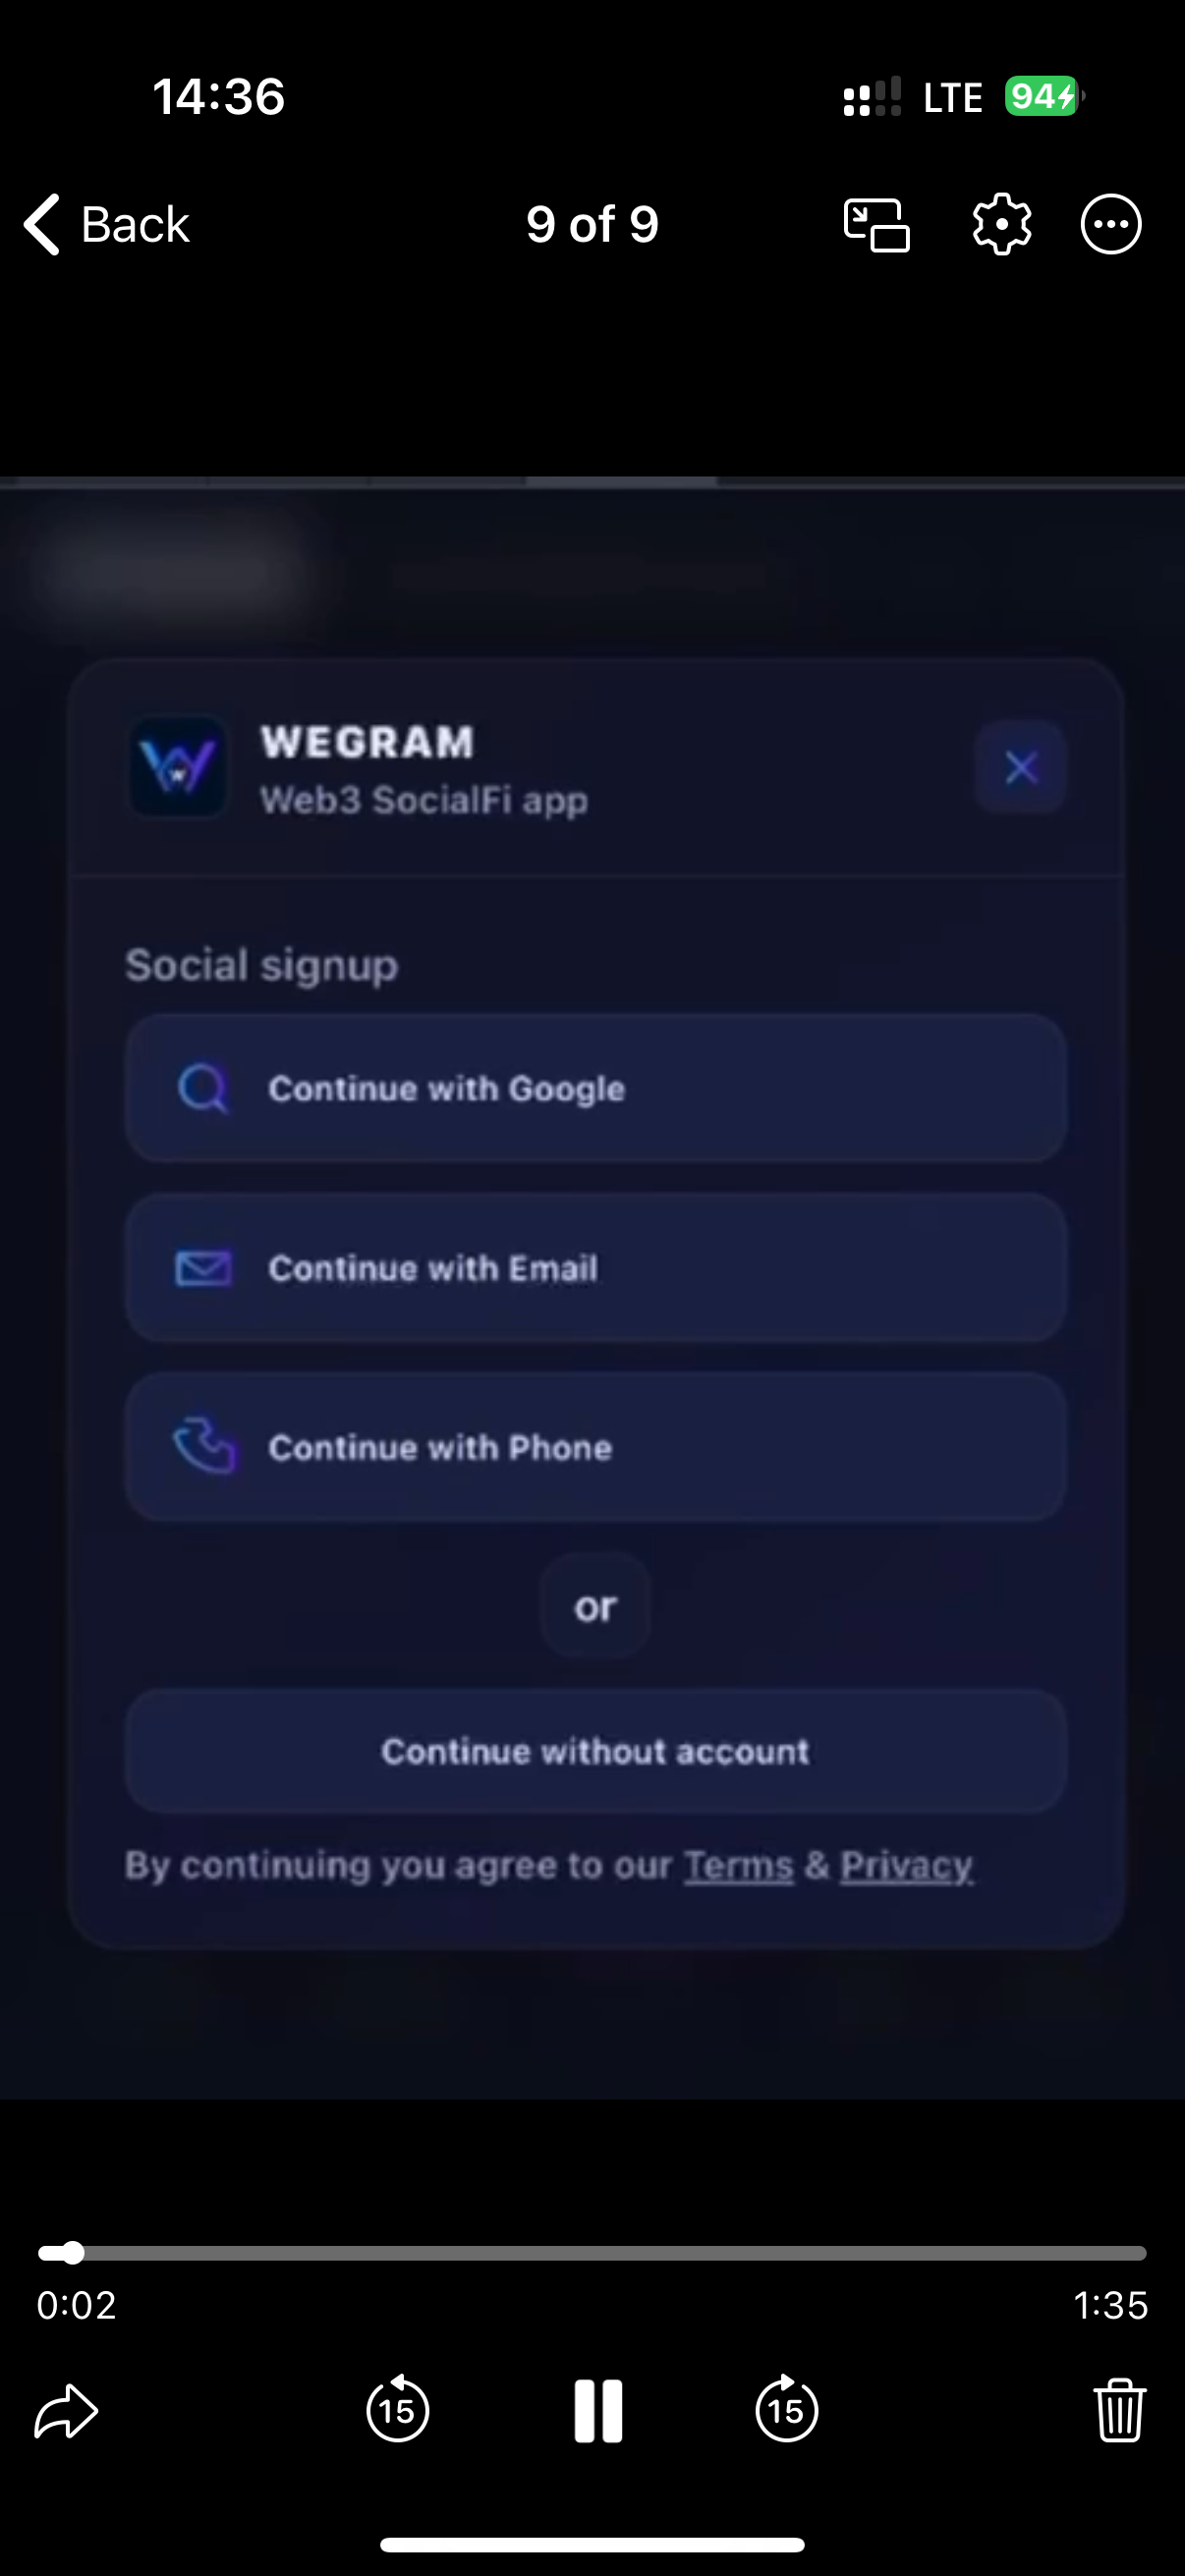 14:36
LTE
94
Back
9 of 9
WEGRAM
Web3 SocialFi app
Social signup
Continue with Google
Continue with Email
Continue with Phone
or
Continue without account
By continuing you agree to our Terms & Privacy
0:02
1:35
15
15